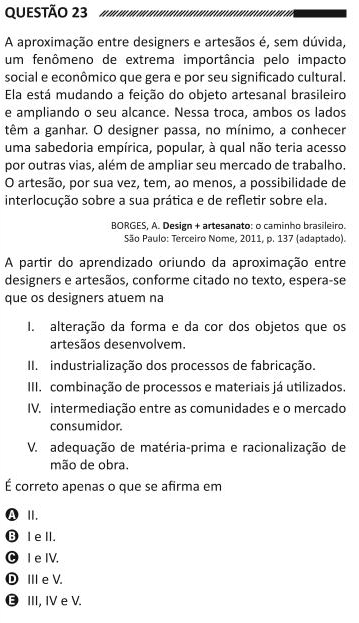 QUESTÃO 23
A aproximação entre designers e artesãos é, sem dúvida,
um fenômeno de extrema importância pelo impacto
social e econômico que gera e por seu significado cultural.
Ela está mudando a feição do objeto artesanal brasileiro
e ampliando o seu alcance. Nessa troca, ambos os lados
têm a ganhar. O designer passa, no mínimo, a conhecer
uma sabedoria empírica, popular, à qual não teria acesso
por outras vias, além de ampliar seu mercado de trabalho.
O artesão, por sua vez, tem, ao menos, a possibilidade de
interlocução sobre a sua prática e de refletir sobre ela.
BORGES, A. Design + artesanato: o caminho brasileiro.
São Paulo: Terceiro Nome, 2011, p. 137 (adaptado).
A partir do aprendizado oriundo da aproximação entre
designers e artesãos, conforme citado no texto, espera-se
que os designers atuem na
I. alteração da forma e da cor dos objetos que os
artesãos desenvolvem.
II. industrialização dos processos de fabricação.
III. combinação de processos e materiais já utilizados.
IV. intermediação entre as comunidades e o mercado
consumidor.
V. adequação de matéria-prima e racionalização de
mão de obra.
É correto apenas o que se afirma em
A II.
B I e II.
C I e IV.
D III e V.
E III, IV e V.